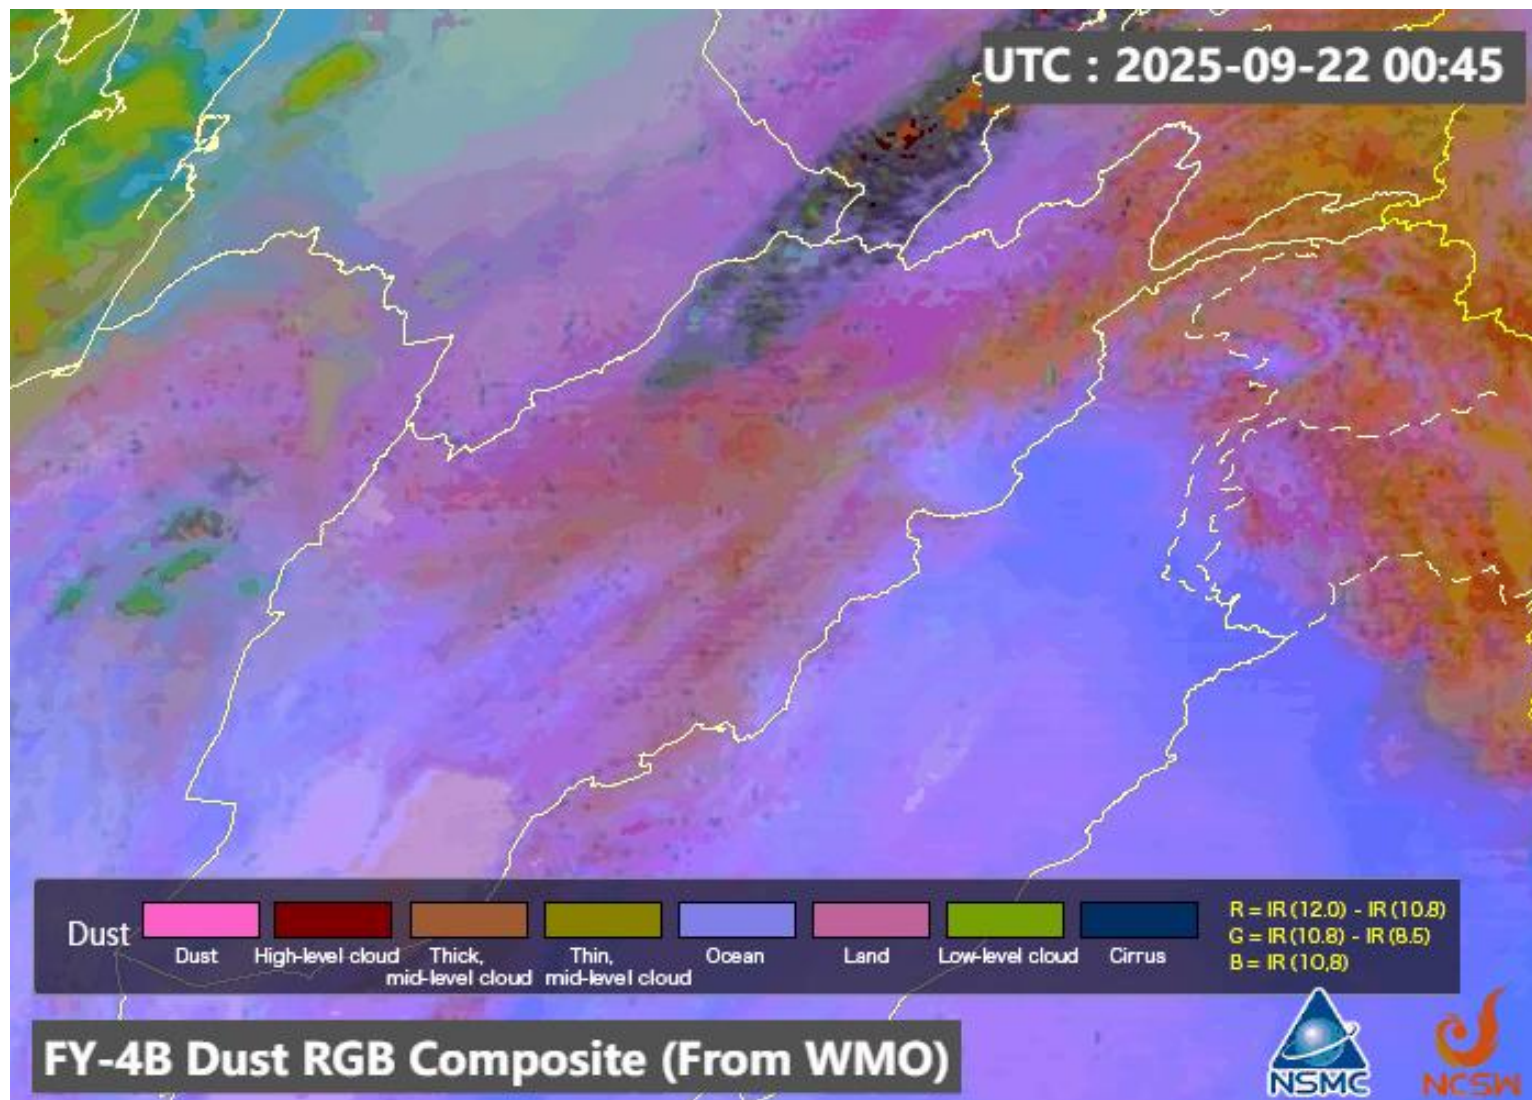 UTC : 2025-09-22 00:45
Dust
Dust
High-level cloud
Thick,
mid-level cloud
Thin,
mid-level cloud
Ocean
Land
Low-level cloud
Cirrus
R = IR (12.0) - IR (10.8)
G = IR (10.8) - IR (8.5)
B = IR (10,8)
FY-4B Dust RGB Composite (From WMO)
NSMC
NCSW